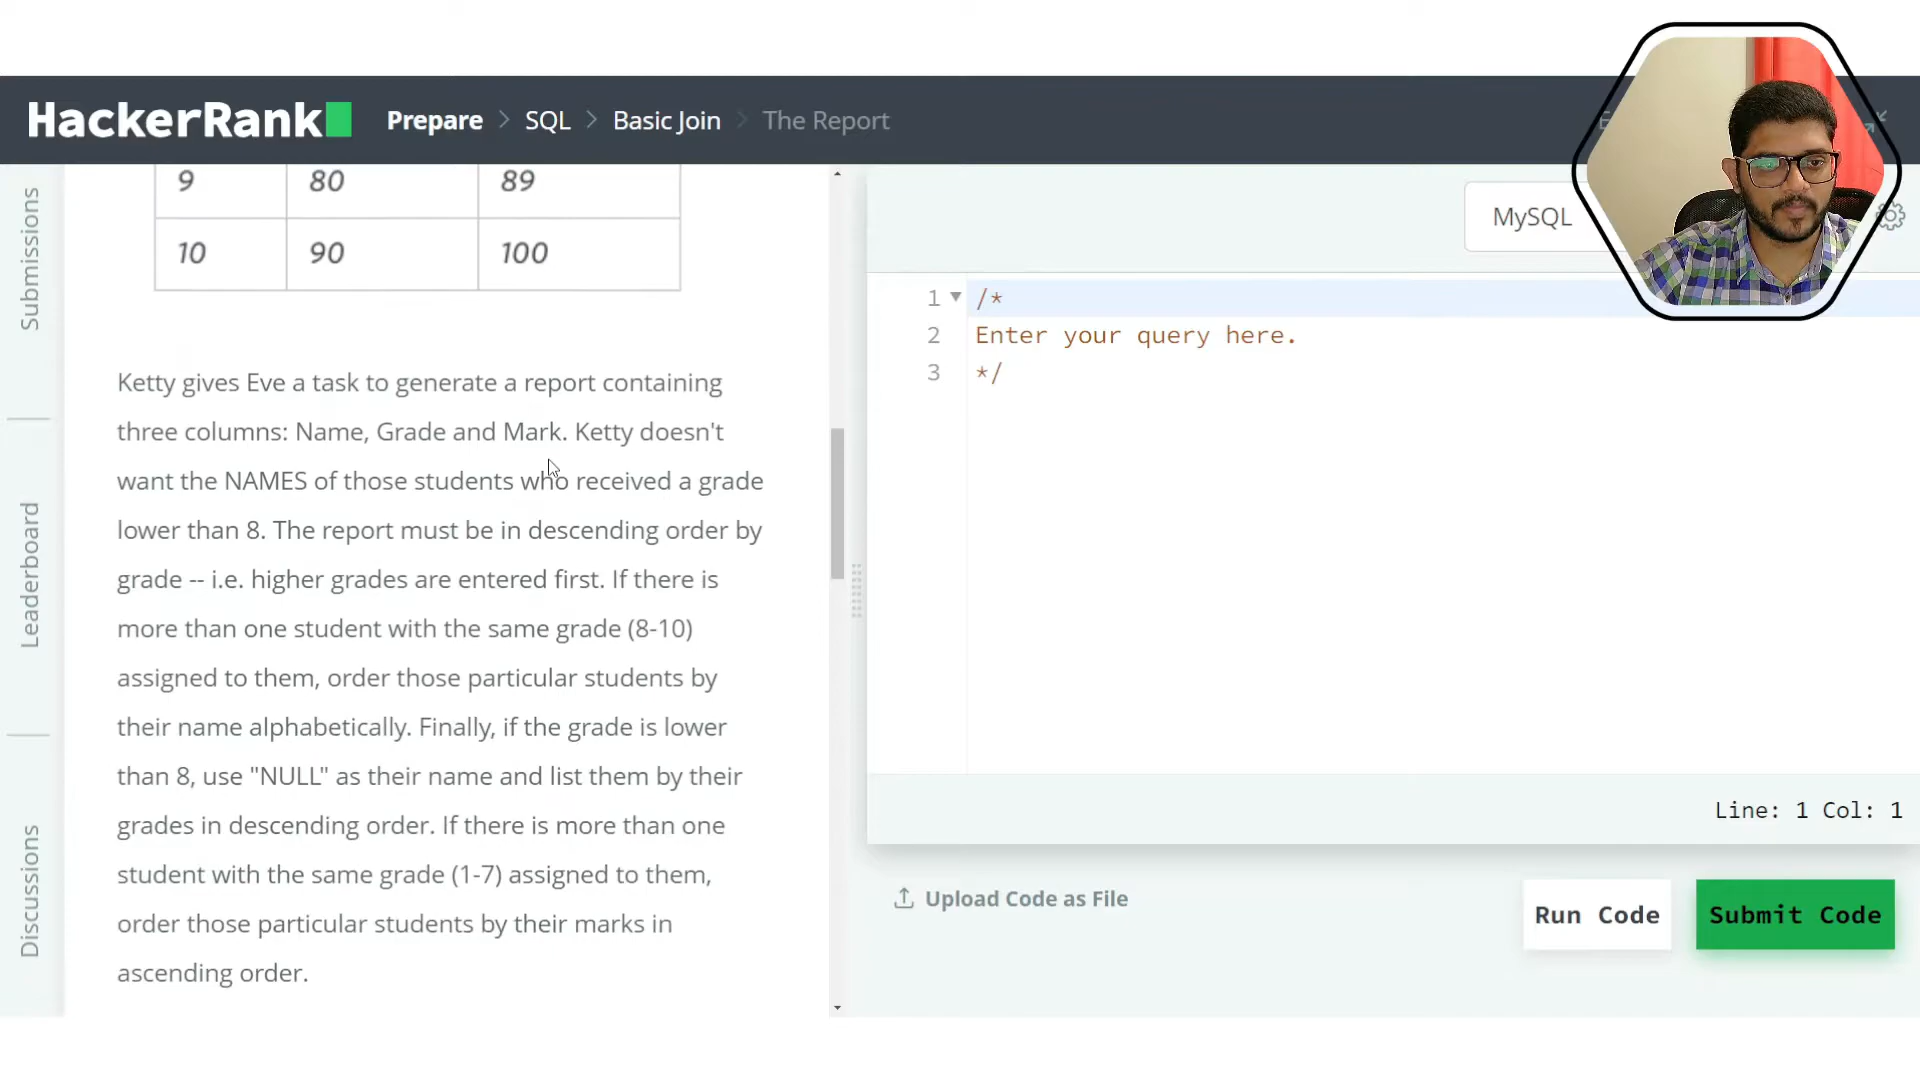 HackerRank Prepare > SQL > Basic Join > The Report
Submissions
Leaderboard
Discussions
9 80 89
10 90 100
Ketty gives Eve a task to generate a report containing
three columns: Name, Grade and Mark. Ketty doesn't
want the NAMES of those students who received a grade
lower than 8. The report must be in descending order by
grade -- i.e. higher grades are entered first. If there is
more than one student with the same grade (8-10)
assigned to them, order those particular students by
their name alphabetically. Finally, if the grade is lower
than 8, use "NULL" as their name and list them by their
grades in descending order. If there is more than one
student with the same grade (1-7) assigned to them,
order those particular students by their marks in
ascending order.
MySQL
1 /*
2 Enter your query here.
3 */
Line: 1 Col: 1
Upload Code as File
Run Code
Submit Code